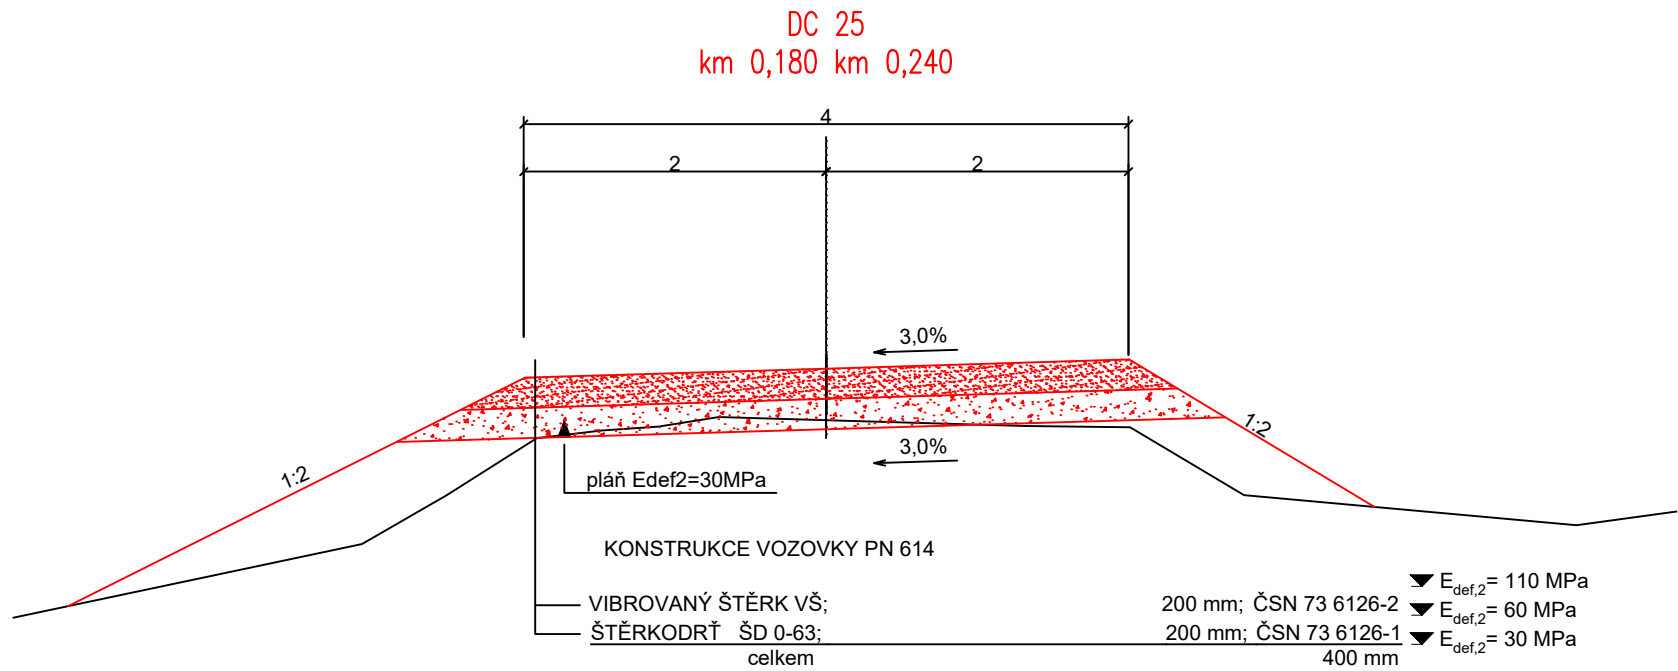 DC 25
km 0,180 km 0,240
4
2 2
3,0%
3,0%
1:2
1:2
pláň Edef2=30MPa
KONSTRUKCE VOZOVKY PN 614
VIBROVANÝ ŠTĚRK VŠ; 200 mm; ČSN 73 6126-2
ŠTĚRKODRŤ ŠD 0-63; 200 mm; ČSN 73 6126-1
celkem 400 mm
Edef,2= 110 MPa
Edef,2= 60 MPa
Edef,2= 30 MPa